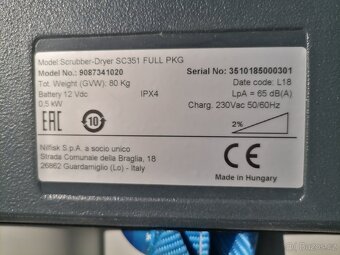 Model Scrubber-Dryer SC351 FULL PKG
Model No.: 9087341020 Serial No: 3510185000301
Tot. Weight (GVW): 80 Kg Date code: L18
Battery 12 Vdc IPX4 LpA = 65 dB(A)
0,5 kW Charg. 230Vac 50/60Hz
EAC 10 2%
Nilfisk S.p.A. a socio unico
Strada Comunale della Braglia, 18
26862 Guardamiglio (Lo) - Italy
CE
Made in Hungary
Bazos.cz